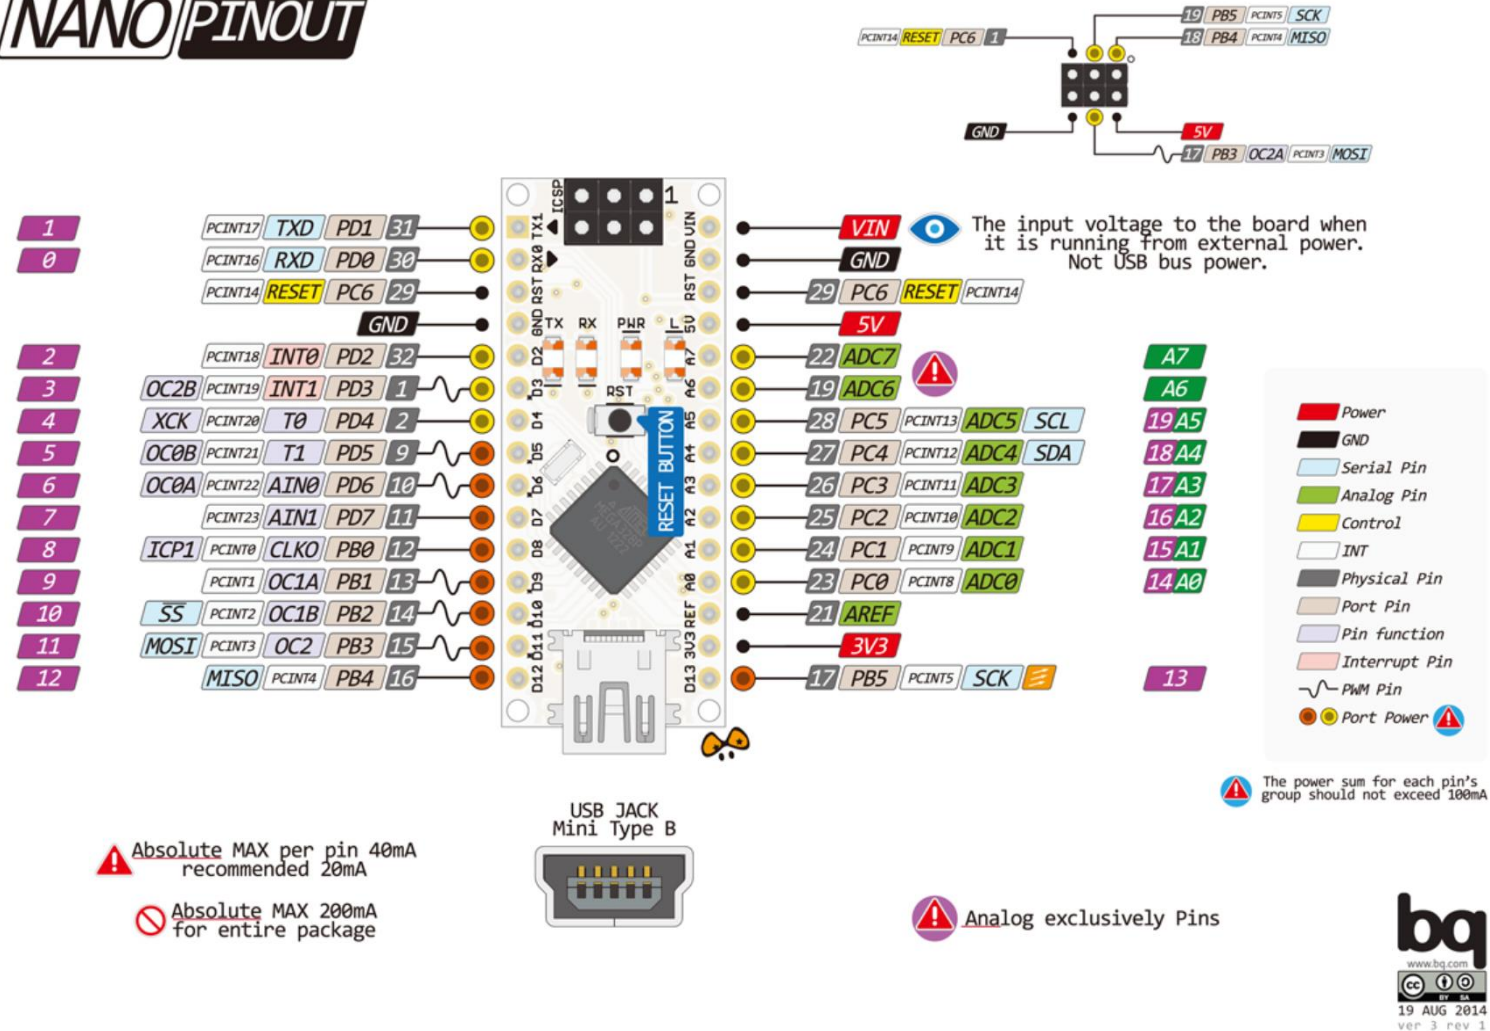 NANO PINOUT
19 PB5 PCINT5 SCK
PCINT14 RESET PC6 1
18 PB4 PCINT4 MISO
GND
5V
17 PB3 OC2A PCINT3 MOSI
1 PCINT17 TXD PD1 31
0 PCINT16 RXD PD0 30
PCINT14 RESET PC6 29
GND
2 PCINT18 INT0 PD2 32
3 OC2B PCINT19 INT1 PD3 1
4 XCK PCINT20 T0 PD4 2
5 OC0B PCINT21 T1 PD5 9
6 OC0A PCINT22 AIN0 PD6 10
7 PCINT23 AIN1 PD7 11
8 ICP1 PCINT0 CLKO PB0 12
9 PCINT1 OC1A PB1 13
10 SS PCINT2 OC1B PB2 14
11 MOSI PCINT3 OC2 PB3 15
12 MISO PCINT4 PB4 16
ICSP
1
TX1
RX0
RST
GND
D2
D3
D4
D5
D6
D7
D8
D9
D10
D11
D12
TX RX PWR L
RST
RESET BUTTON
MEGA328P
VIN
GND
RST
5V
A7
A6
A5
A4
A3
A2
A1
A0
REF
3V3
D13
VIN
The input voltage to the board when
it is running from external power.
Not USB bus power.
GND
29 PC6 RESET PCINT14
5V
22 ADC7 A7
19 ADC6 A6
28 PC5 PCINT13 ADC5 SCL 19 A5
27 PC4 PCINT12 ADC4 SDA 18 A4
26 PC3 PCINT11 ADC3 17 A3
25 PC2 PCINT10 ADC2 16 A2
24 PC1 PCINT9 ADC1 15 A1
23 PC0 PCINT8 ADC0 14 A0
21 AREF
3V3
17 PB5 PCINT5 SCK 13
Power
GND
Serial Pin
Analog Pin
Control
INT
Physical Pin
Port Pin
Pin function
Interrupt Pin
PWM Pin
Port Power
The power sum for each pin's
group should not exceed 100mA
USB JACK
Mini Type B
Absolute MAX per pin 40mA
recommended 20mA
Absolute MAX 200mA
for entire package
Analog exclusively Pins
bq
www.bq.com
cc BY SA
19 AUG 2014
ver 3 rev 1